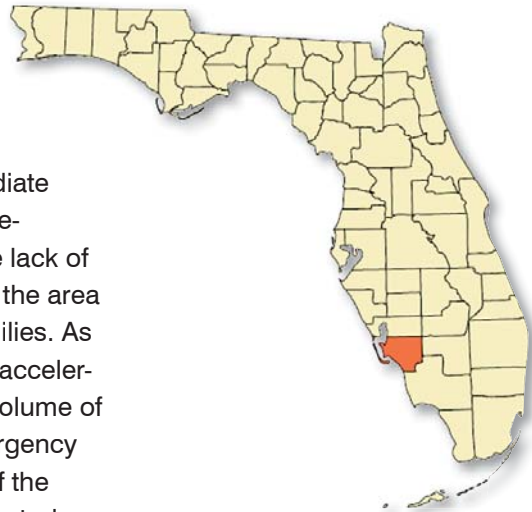 diate
e-
e lack of
the area
ilies. As
acceler-
olume of
rgency
f the